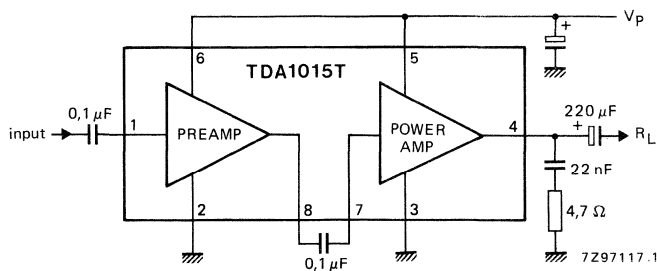 V_P
+
6
TDA1015T
5
0,1 µF
1
PREAMP
POWER
AMP
4
220 µF
+
input
R_L
22 nF
2
8
7
3
4,7 Ω
0,1 µF
7Z97117.1